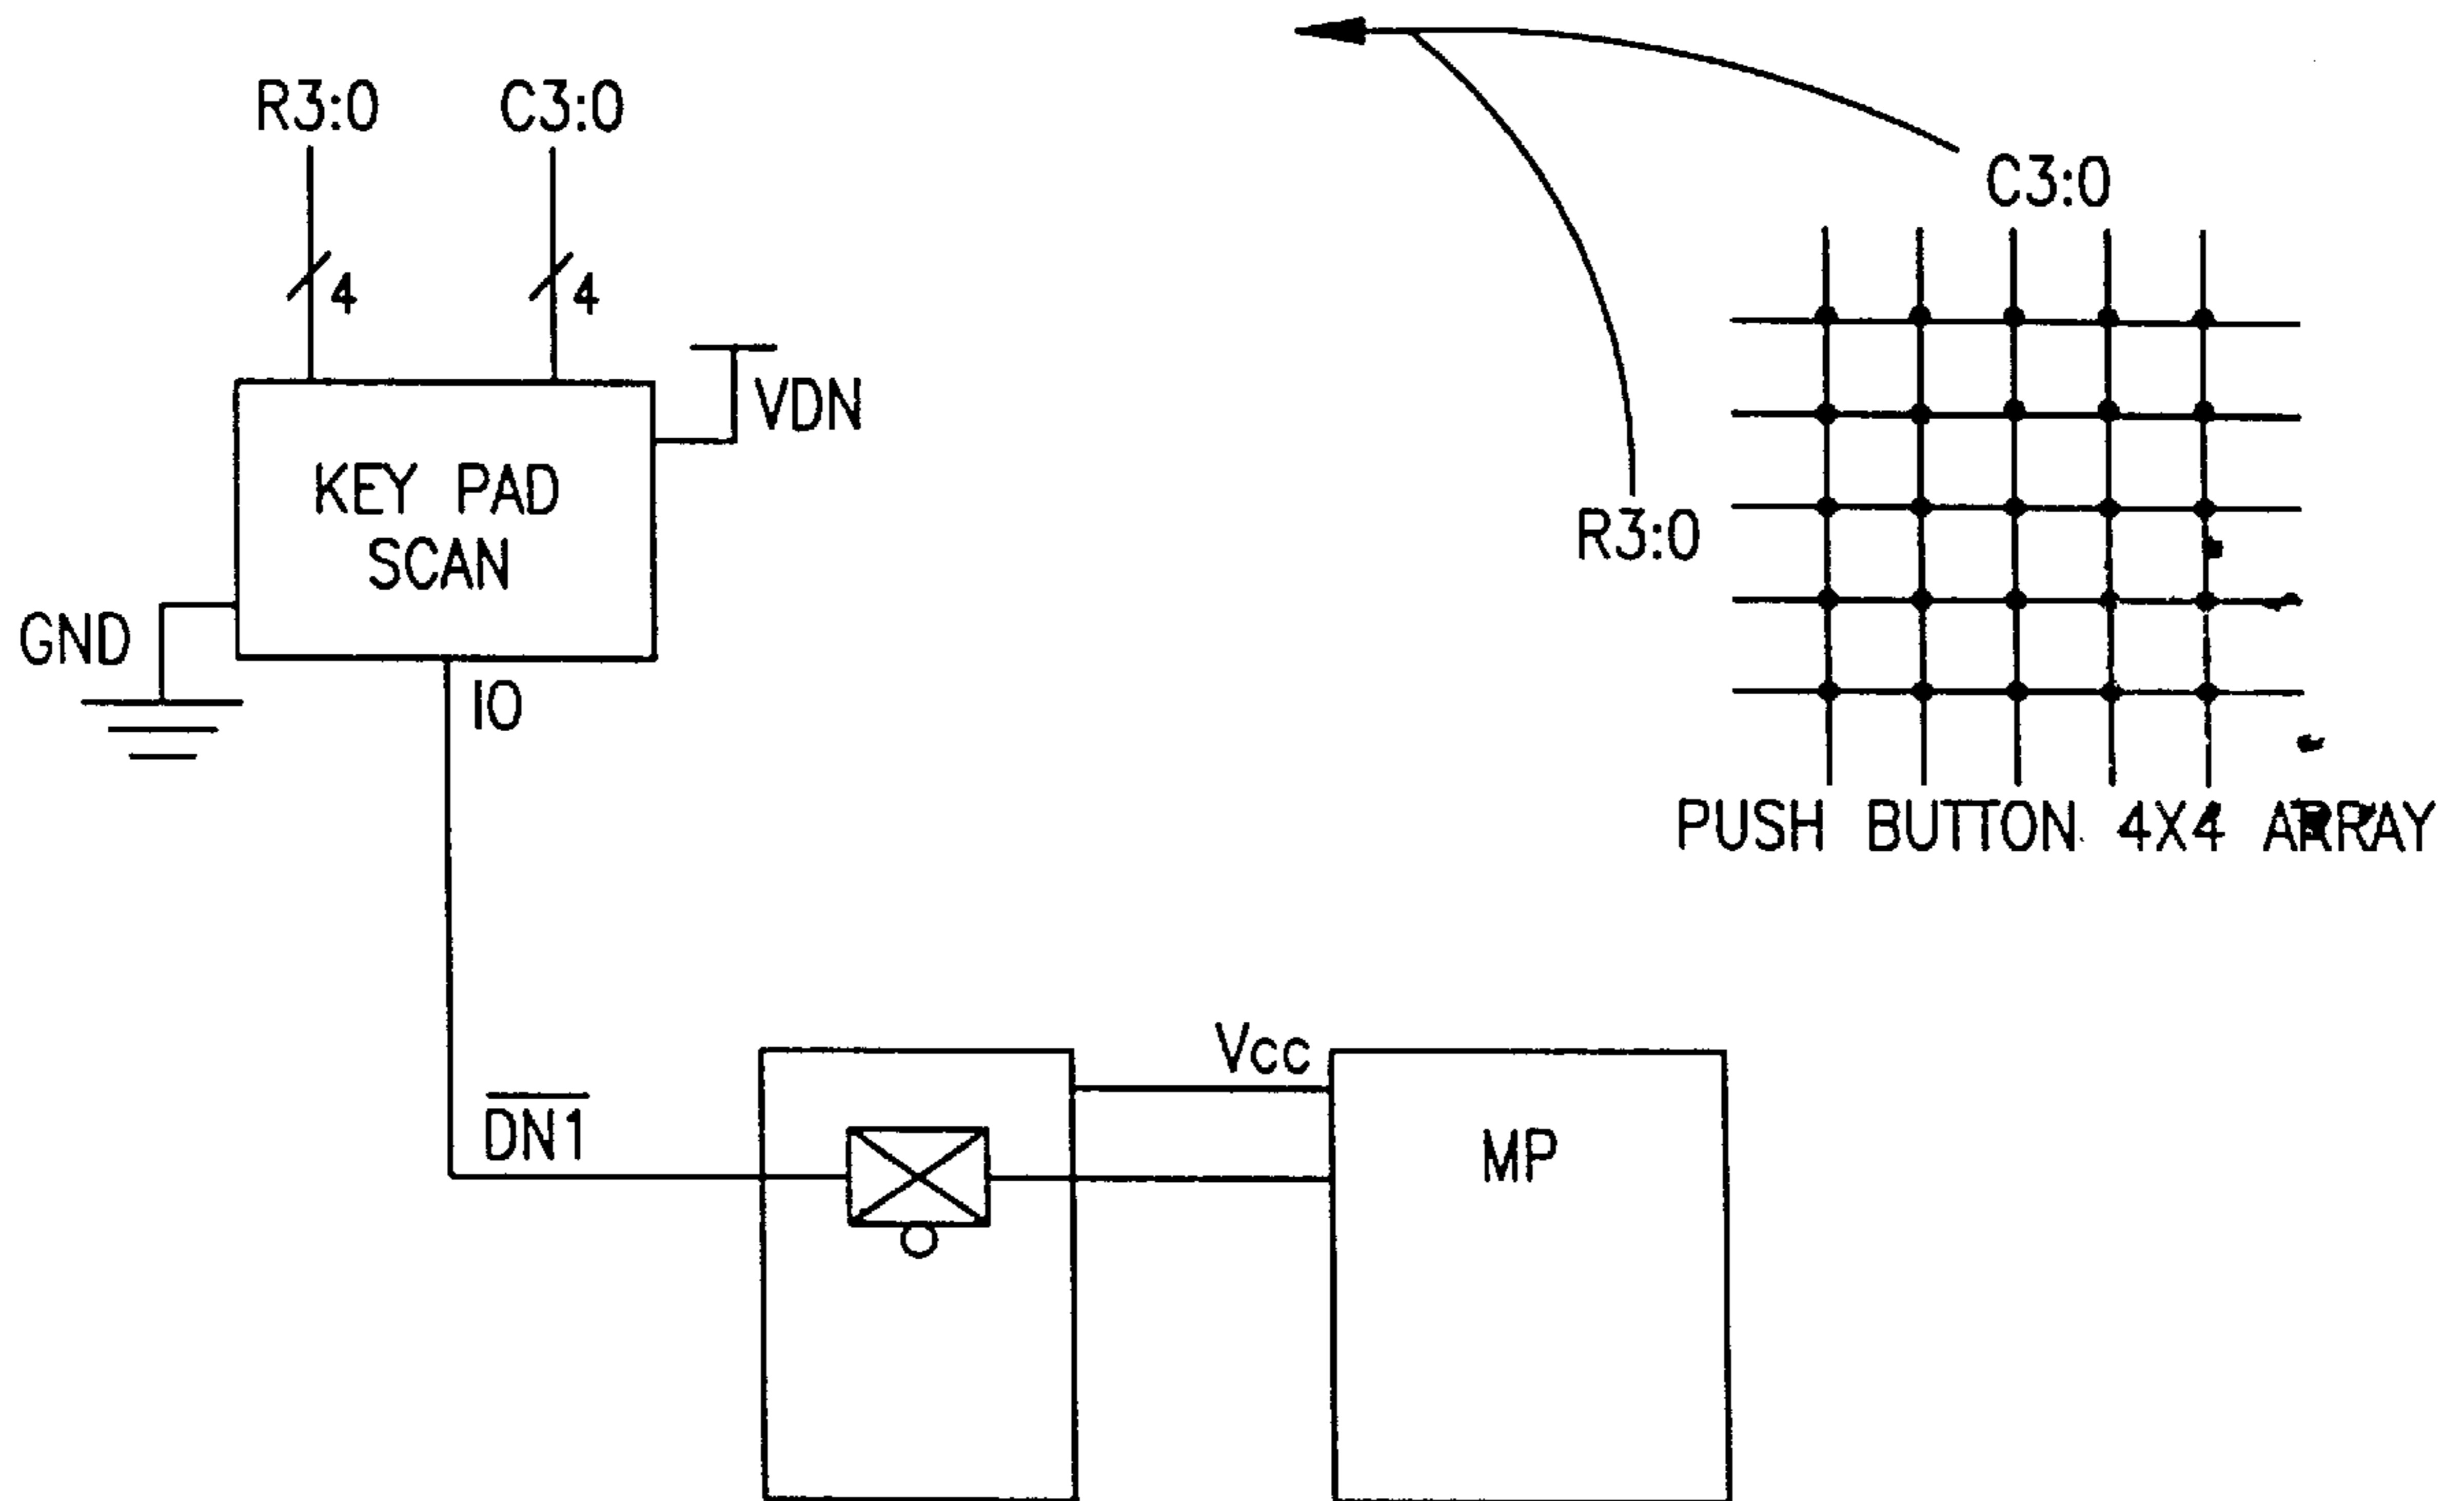 R3:0
C3:0
4
4
VDN
KEY PAD
SCAN
GND
IO
C3:0
R3:0
PUSH BUTTON 4X4 ARRAY
DN1
Vcc
MP